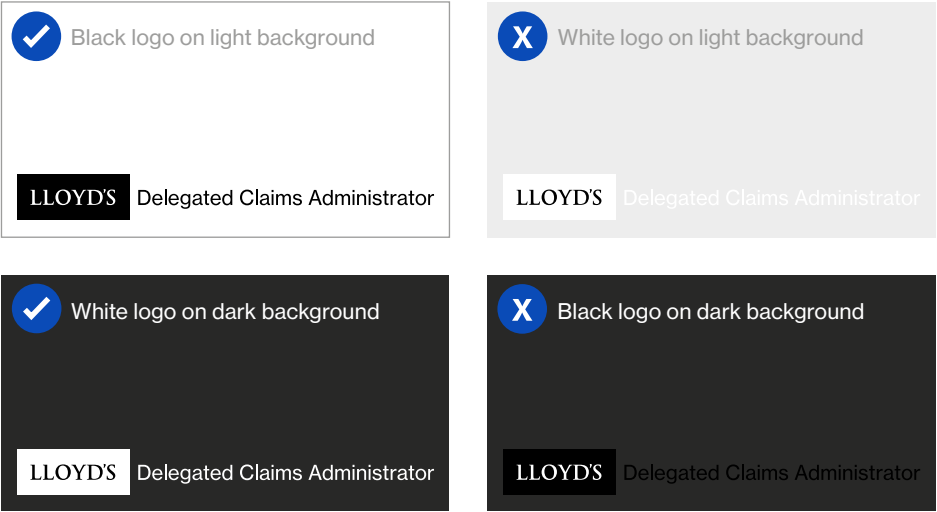 Black logo on light background
LLOYD'S Delegated Claims Administrator
X White logo on light background
LLOYD'S Delegated Claims Administrator
White logo on dark background
LLOYD'S Delegated Claims Administrator
X Black logo on dark background
LLOYD'S Delegated Claims Administrator